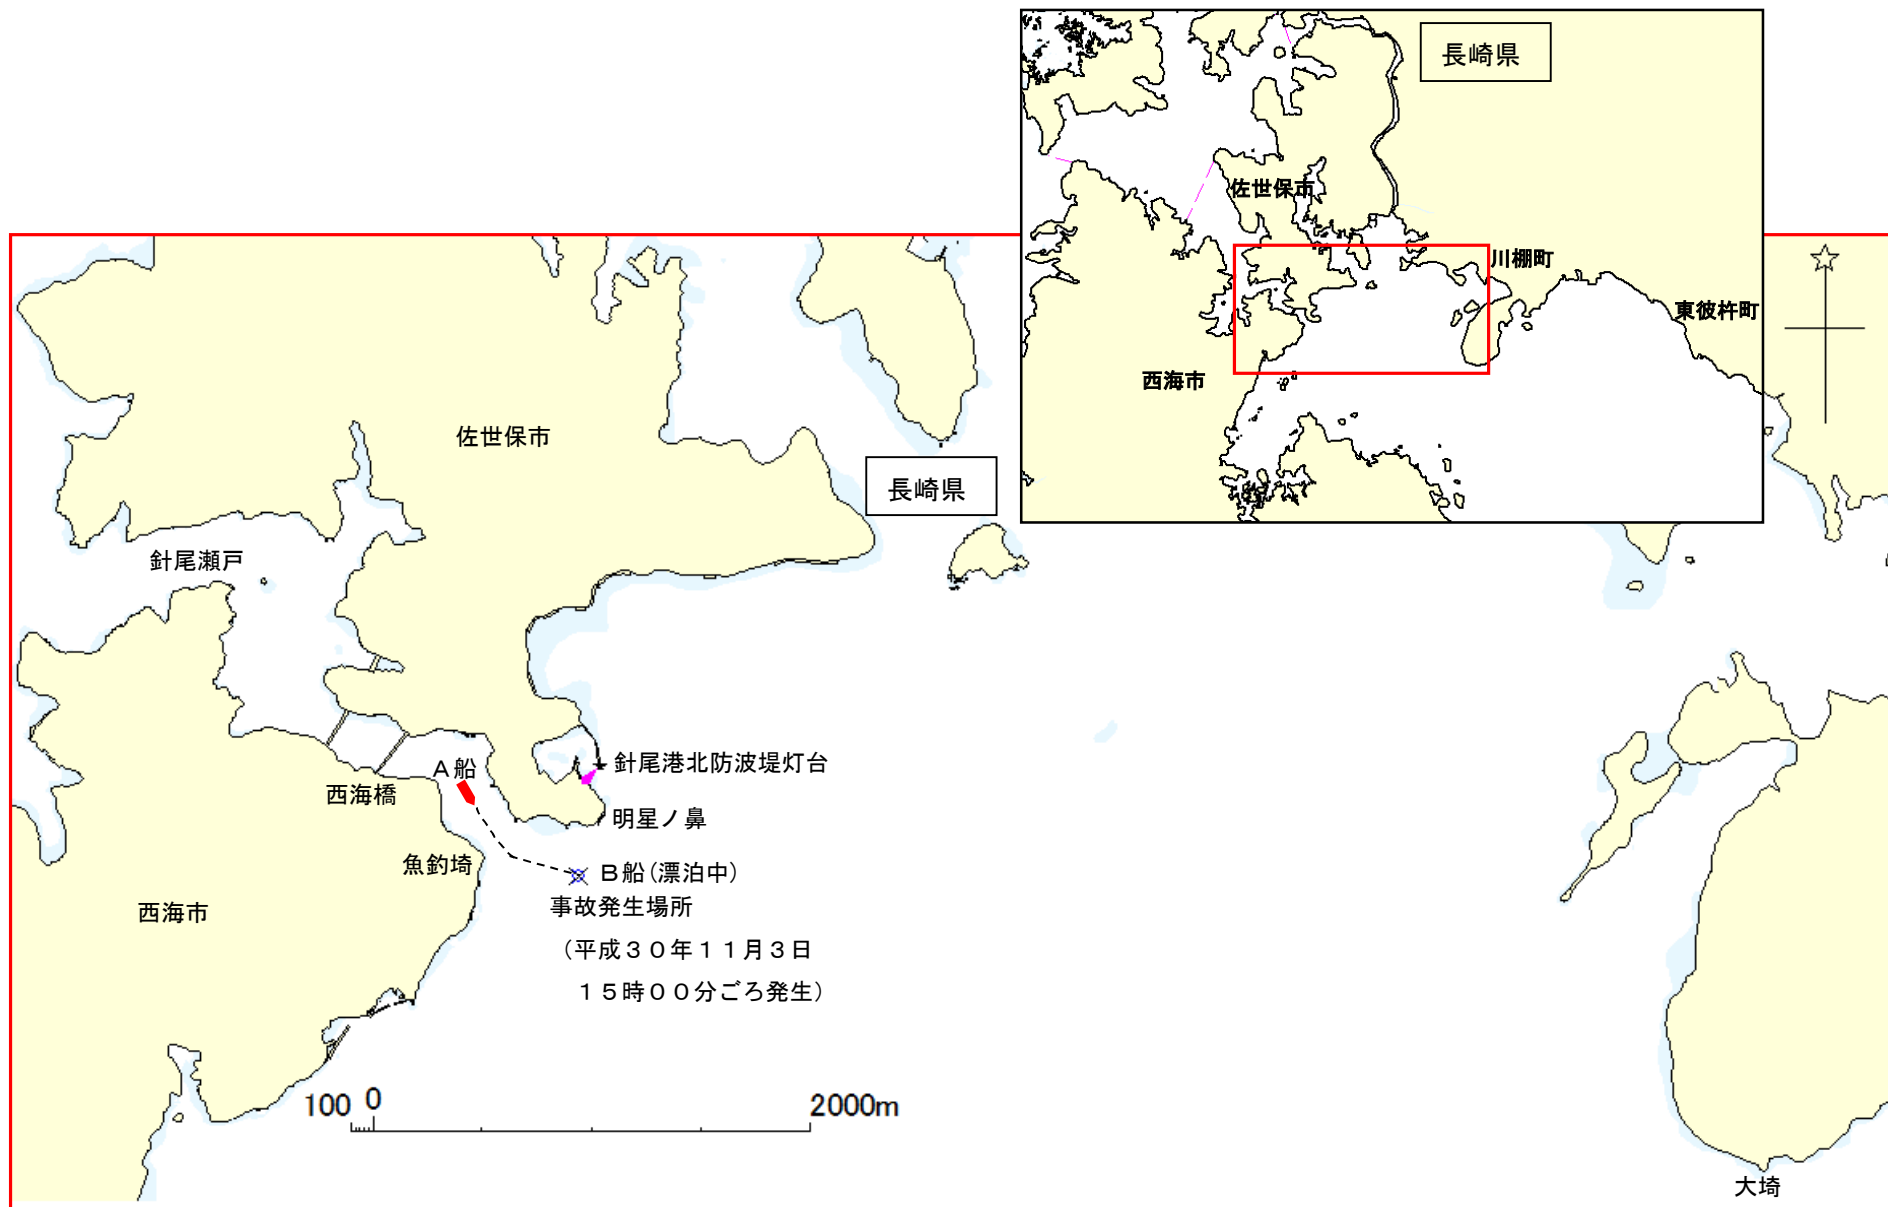 長崎県
佐世保市
川棚町
東彼杵町
西海市
佐世保市
長崎県
針尾瀬戸
A船
針尾港北防波堤灯台
西海橋
明星ノ鼻
魚釣埼
B船(漂泊中)
事故発生場所
西海市
(平成30年11月3日
15時00分ごろ発生)
100 0 2000m
大埼